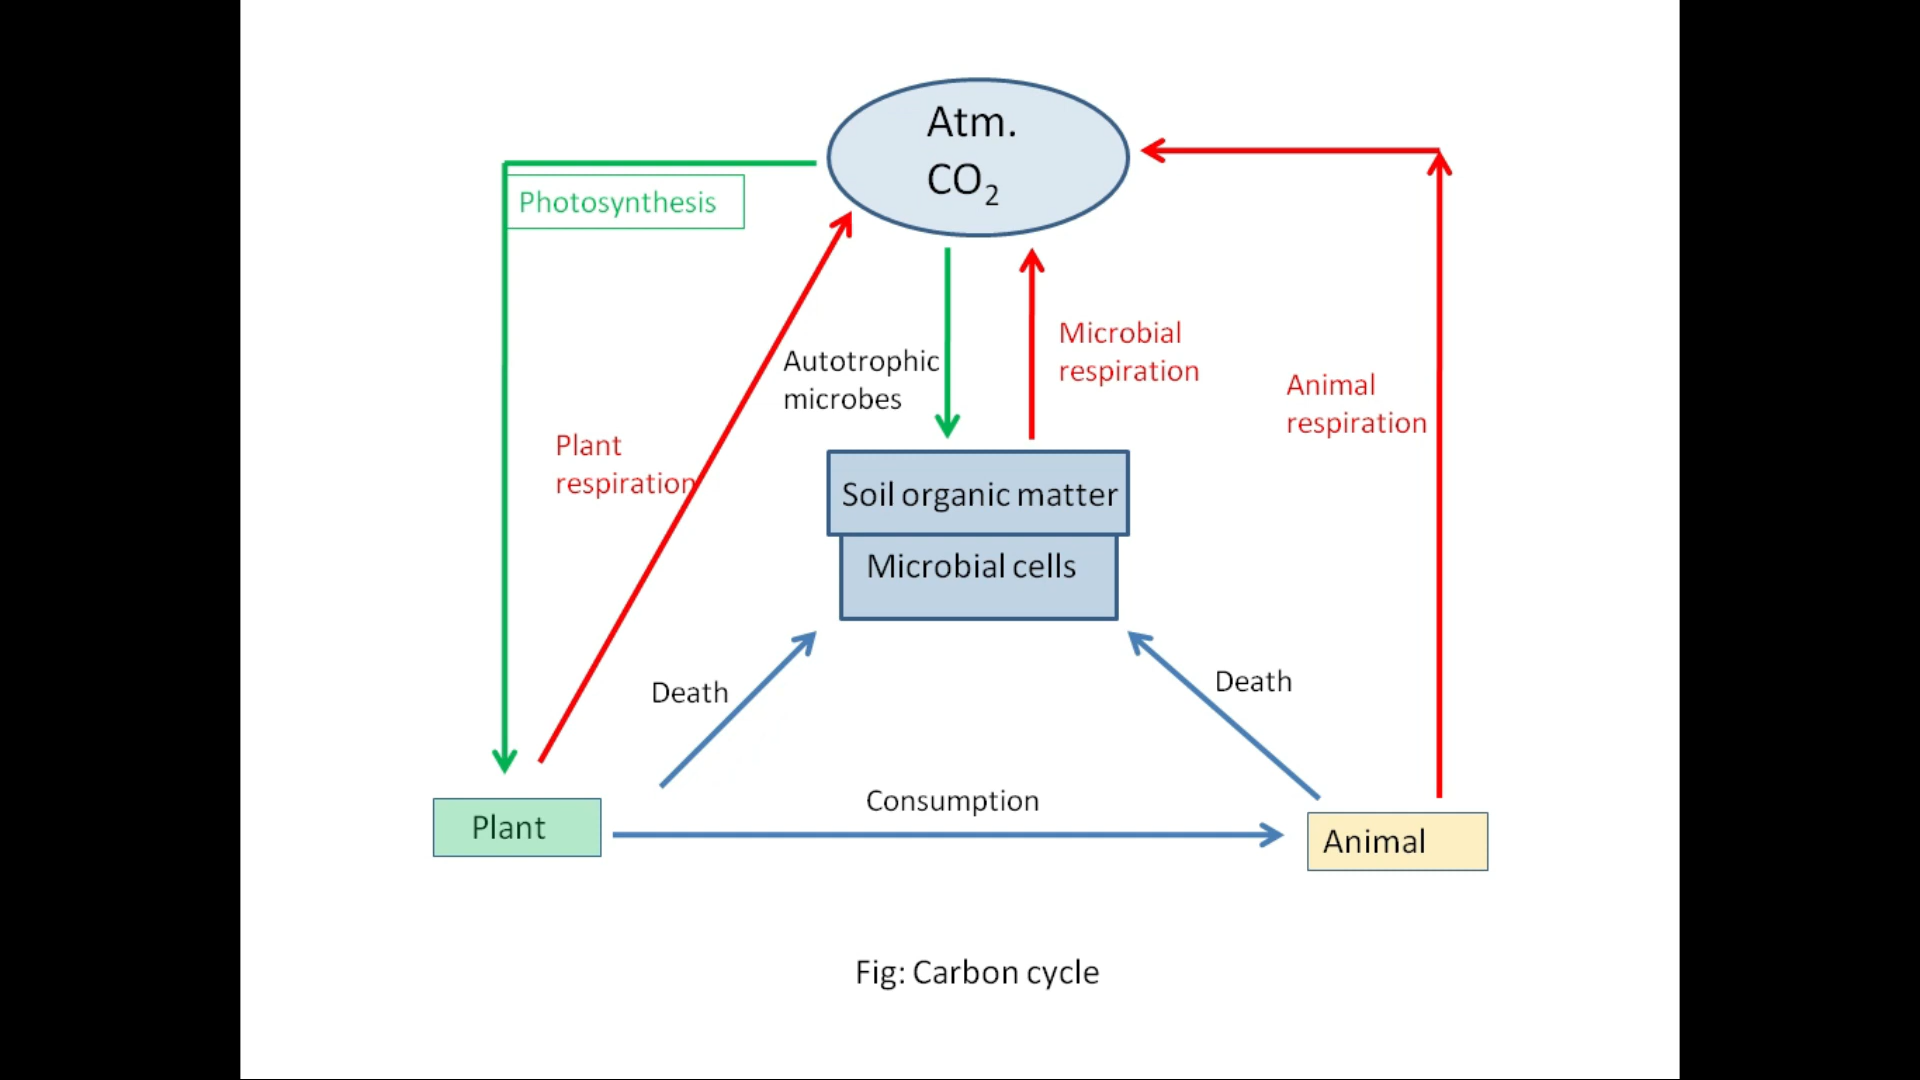 Atm.
CO₂
Photosynthesis
Autotrophic
microbes
Microbial
respiration
Animal
respiration
Plant
respiration
Soil organic matter
Microbial cells
Death
Death
Consumption
Plant
Animal
Fig: Carbon cycle